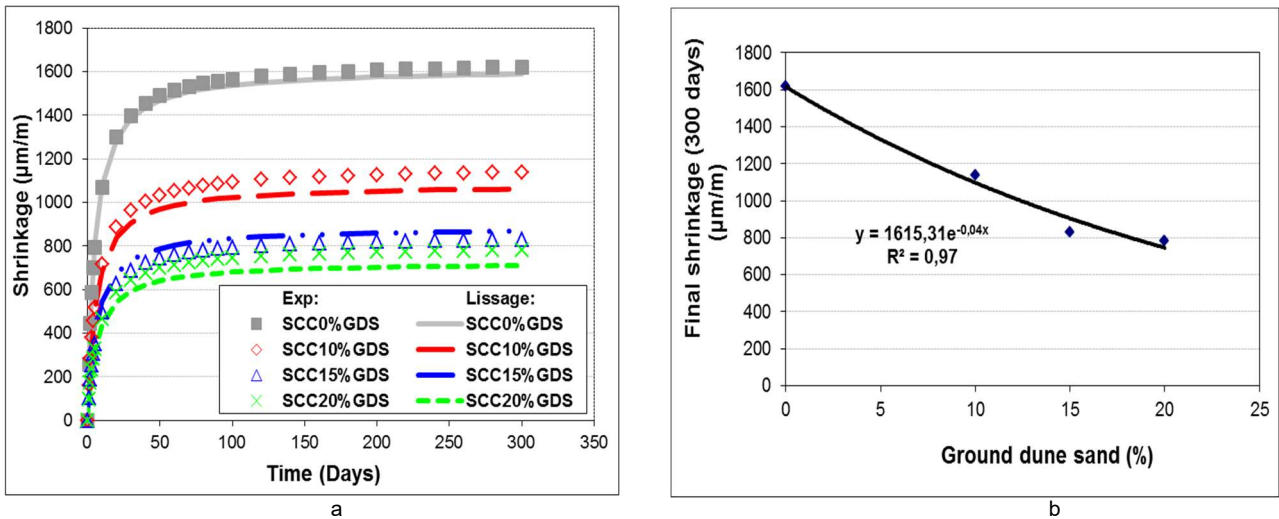 Shrinkage (µm/m)
1800
1600
1400
1200
1000
800
600
400
200
0
0 50 100 150 200 250 300 350
Time (Days)
Exp: Lissage:
SCC0%GDS SCC0%GDS
SCC10%GDS SCC10%GDS
SCC15%GDS SCC15%GDS
SCC20%GDS SCC20%GDS
a
Final shrinkage (300 days)
(µm/m)
1800
1600
1400
1200
1000
800
600
400
200
0
y = 1615,31e-0,04x
R² = 0,97
0 5 10 15 20 25
Ground dune sand (%)
b